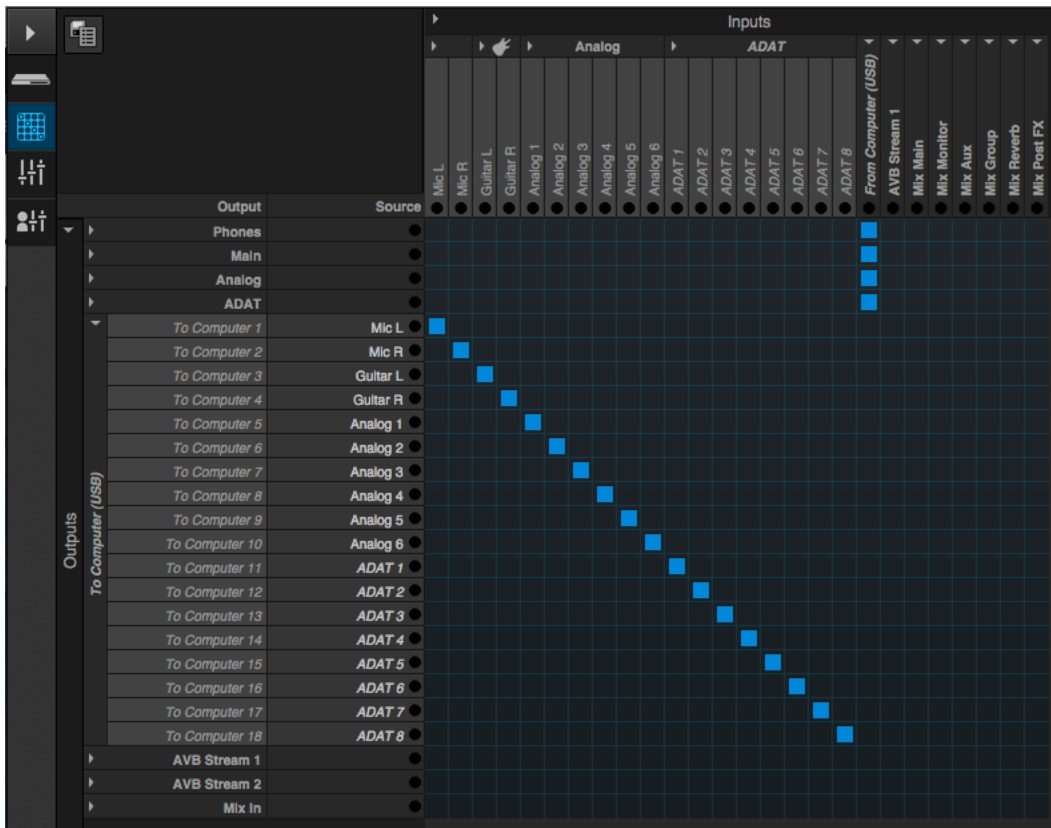 Inputs
Analog ADAT
Mic L
Mic R
Guitar L
Guitar R
Analog 1
Analog 2
Analog 3
Analog 4
Analog 5
Analog 6
ADAT 1
ADAT 2
ADAT 3
ADAT 4
ADAT 5
ADAT 6
ADAT 7
ADAT 8
From Computer (USB)
AVB Stream 1
Mix Main
Mix Monitor
Mix Aux
Mix Group
Mix Reverb
Mix Post FX
Output Source
Outputs
Phones
Main
Analog
ADAT
To Computer (USB)
To Computer 1 Mic L
To Computer 2 Mic R
To Computer 3 Guitar L
To Computer 4 Guitar R
To Computer 5 Analog 1
To Computer 6 Analog 2
To Computer 7 Analog 3
To Computer 8 Analog 4
To Computer 9 Analog 5
To Computer 10 Analog 6
To Computer 11 ADAT 1
To Computer 12 ADAT 2
To Computer 13 ADAT 3
To Computer 14 ADAT 4
To Computer 15 ADAT 5
To Computer 16 ADAT 6
To Computer 17 ADAT 7
To Computer 18 ADAT 8
AVB Stream 1
AVB Stream 2
Mix In